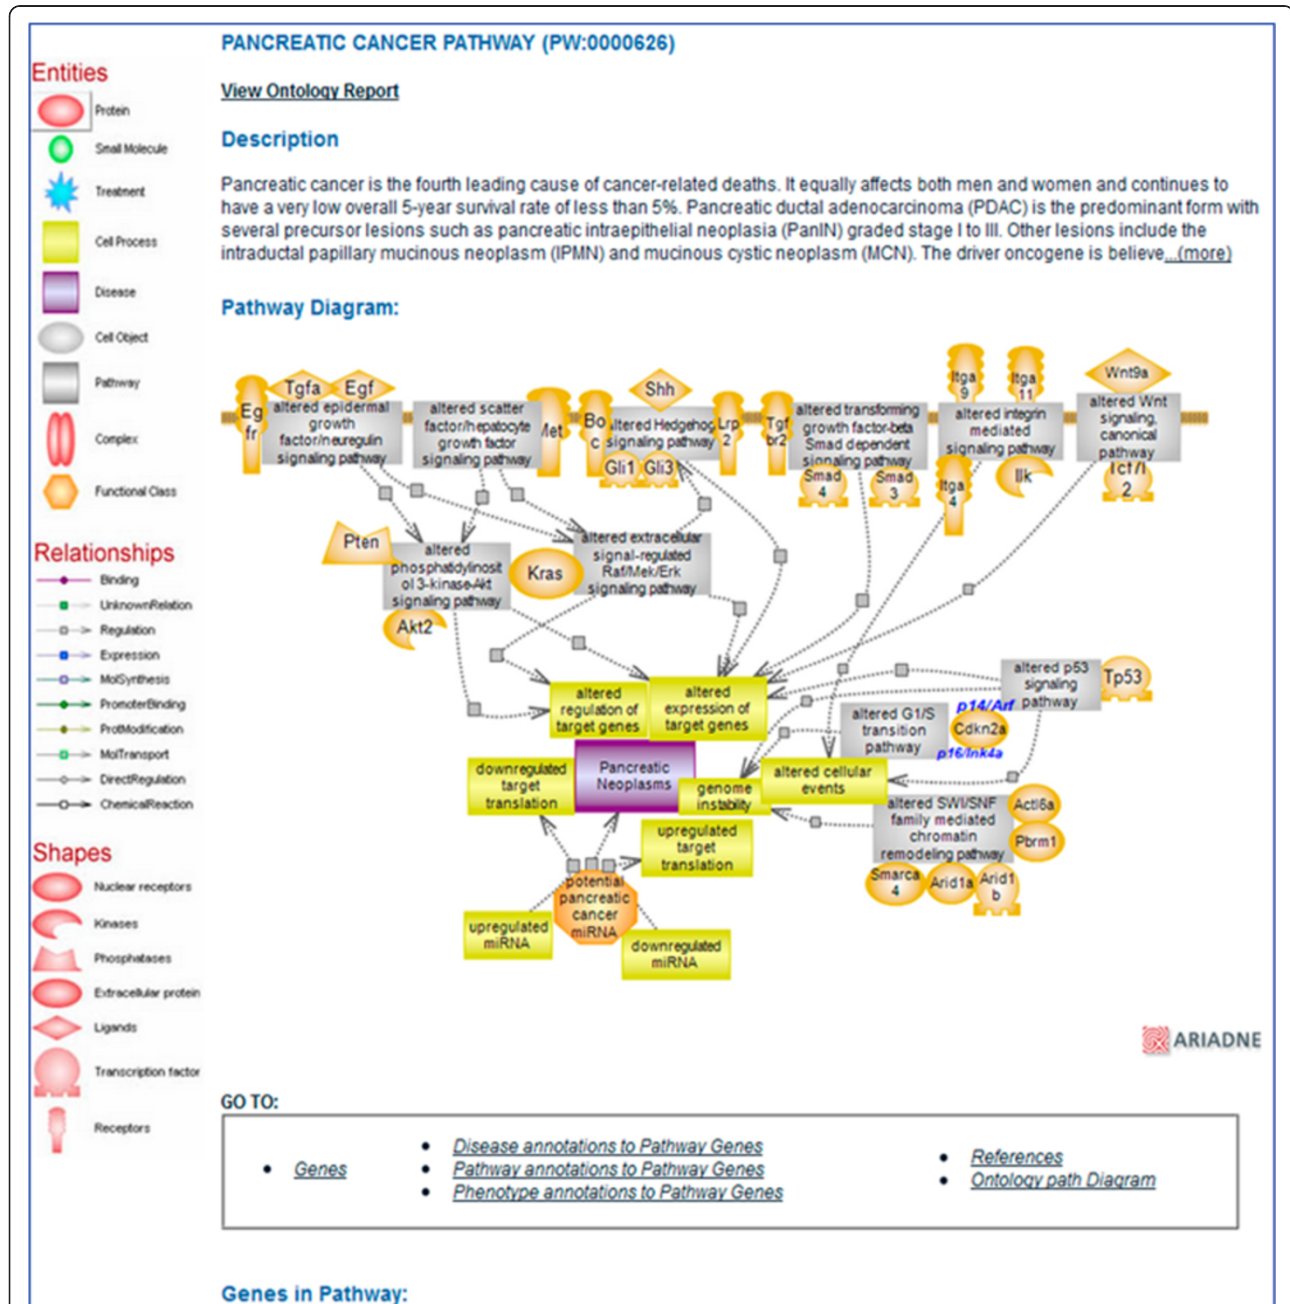 PANCREATIC CANCER PATHWAY (PW:0000626)
View Ontology Report
Description
Pancreatic cancer is the fourth leading cause of cancer-related deaths. It equally affects both men and women and continues to
have a very low overall 5-year survival rate of less than 5%. Pancreatic ductal adenocarcinoma (PDAC) is the predominant form with
several precursor lesions such as pancreatic intraepithelial neoplasia (PanIN) graded stage I to III. Other lesions include the
intraductal papillary mucinous neoplasm (IPMN) and mucinous cystic neoplasm (MCN). The driver oncogene is believe...(more)
Entities
Protein
Small Molecule
Treatment
Cell Process
Disease
Cell Object
Pathway
Complex
Functional Class
Relationships
Binding
UnknownRelation
Regulation
Expression
MolSynthesis
PromoterBinding
ProtModification
MolTransport
DirectRegulation
ChemicalReaction
Shapes
Nuclear receptors
Kinases
Phosphatases
Extracellular protein
Ligands
Transcription factor
Receptors
Pathway Diagram:
Eg
fr
Tgfa
Egf
altered epidermal
growth
factor/neuregulin
signaling pathway
altered scatter
factor/hepatocyte
growth factor
signaling pathway
Met
Bo
c
Shh
altered Hedgehog
signaling pathway
Gli1
Gli3
Lrp
2
Tgf
br2
altered transforming
growth factor-beta
Smad dependent
signaling pathway
Smad
4
Smad
3
Itga
9
Itga
11
altered integrin
mediated
signaling pathway
Itga
4
Ilk
Wnt9a
altered Wnt
signaling,
canonical
pathway
Tcf7l
2
Pten
altered
phosphatidylinosit
ol 3-kinase-Akt
signaling pathway
Akt2
Kras
altered extracellular
signal-regulated
Raf/Mek/Erk
signaling pathway
altered
regulation of
target genes
altered
expression of
target genes
altered p53
signaling
pathway
Tp53
altered G1/S
transition
pathway
p14/Arf
Cdkn2a
p16/Ink4a
downregulated
target
translation
Pancreatic
Neoplasms
genome
instability
altered cellular
events
upregulated
target
translation
altered SWI/SNF
family mediated
chromatin
remodeling pathway
Actl6a
Pbrm1
Smarca
4
Arid1a
Arid1
b
potential
pancreatic
cancer
miRNA
upregulated
miRNA
downregulated
miRNA
ARIADNE
GO TO:
Genes
Disease annotations to Pathway Genes
Pathway annotations to Pathway Genes
Phenotype annotations to Pathway Genes
References
Ontology path Diagram
Genes in Pathway: